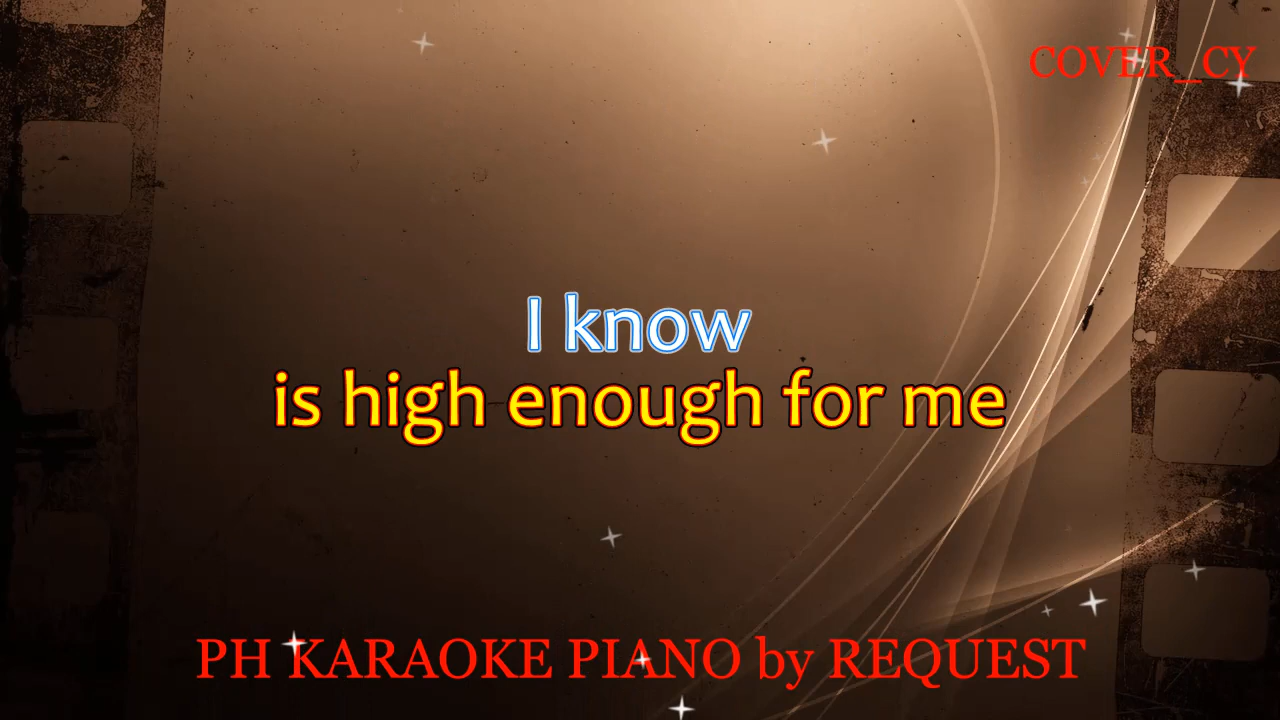 COVER_CY
I know
is high enough for me
PH KARAOKE PIANO by REQUEST